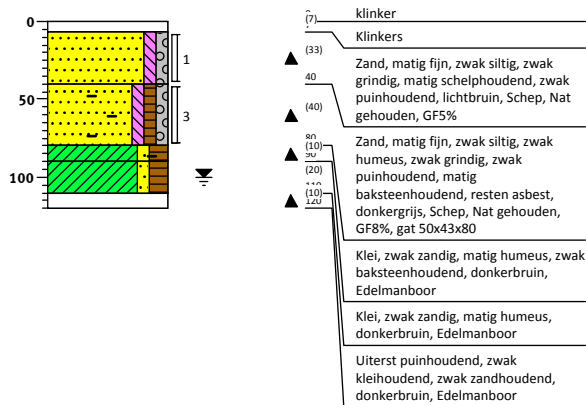 0
50
100
1
3
(7)
(33)
40
(40)
80
(10)
90
(20)
110
(10)
120
klinker
Klinkers
Zand, matig fijn, zwak siltig, zwak
grindig, matig schelphoudend, zwak
puinhoudend, lichtbruin, Schep, Nat
gehouden, GF5%
Zand, matig fijn, zwak siltig, zwak
humeus, zwak grindig, zwak
puinhoudend, matig
baksteenhoudend, resten asbest,
donkergrijs, Schep, Nat gehouden,
GF8%, gat 50x43x80
Klei, zwak zandig, matig humeus, zwak
baksteenhoudend, donkerbruin,
Edelmanboor
Klei, zwak zandig, matig humeus,
donkerbruin, Edelmanboor
Uiterst puinhoudend, zwak
kleihoudend, zwak zandhoudend,
donkerbruin, Edelmanboor